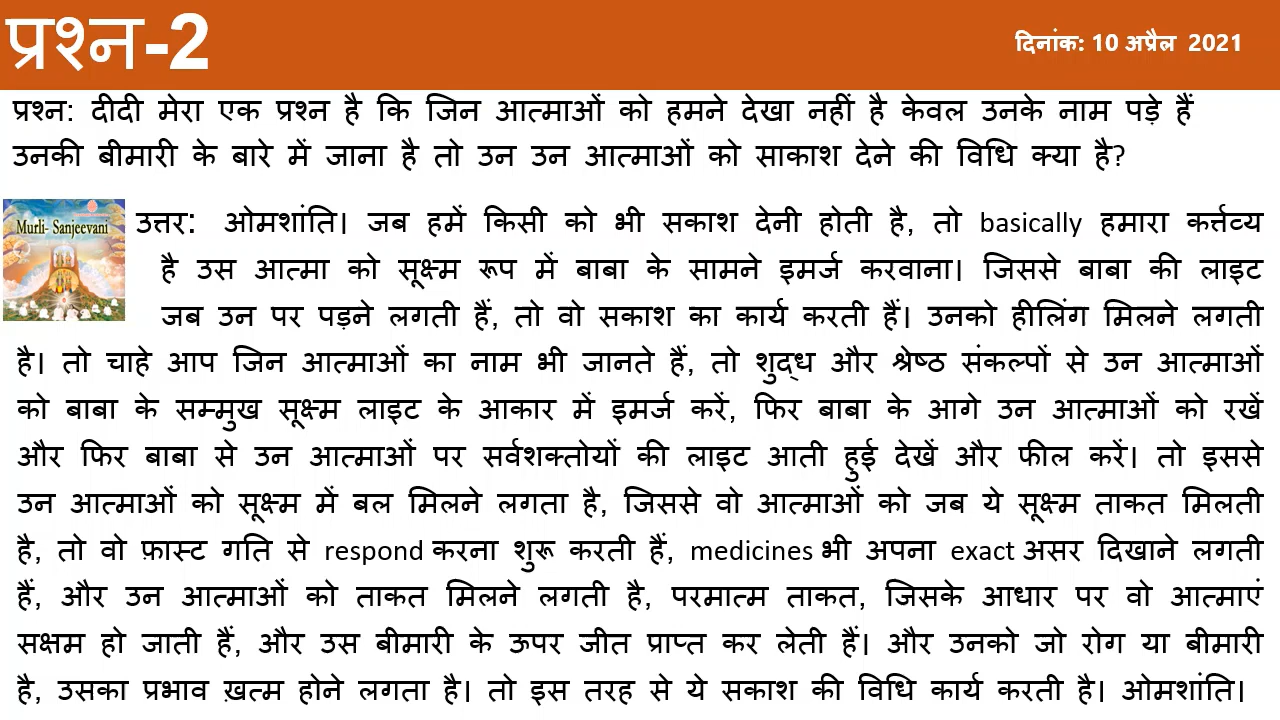 प्रश्न-2
दिनांक: 10 अप्रैल 2021
प्रश्न: दीदी मेरा एक प्रश्न है कि जिन आत्माओं को हमने देखा नहीं है केवल उनके नाम पड़े हैं
उनकी बीमारी के बारे में जाना है तो उन उन आत्माओं को साकाश देने की विधि क्या है?
Murli- Sanjeevani
उत्तर: ओमशांति। जब हमें किसी को भी सकाश देनी होती है, तो basically हमारा कर्त्तव्य
है उस आत्मा को सूक्ष्म रूप में बाबा के सामने इमर्ज करवाना। जिससे बाबा की लाइट
जब उन पर पड़ने लगती हैं, तो वो सकाश का कार्य करती हैं। उनको हीलिंग मिलने लगती
है। तो चाहे आप जिन आत्माओं का नाम भी जानते हैं, तो शुद्ध और श्रेष्ठ संकल्पों से उन आत्माओं
को बाबा के सम्मुख सूक्ष्म लाइट के आकार में इमर्ज करें, फिर बाबा के आगे उन आत्माओं को रखें
और फिर बाबा से उन आत्माओं पर सर्वशक्तोयों की लाइट आती हुई देखें और फील करें। तो इससे
उन आत्माओं को सूक्ष्म में बल मिलने लगता है, जिससे वो आत्माओं को जब ये सूक्ष्म ताकत मिलती
है, तो वो फ़ास्ट गति से respond करना शुरू करती हैं, medicines भी अपना exact असर दिखाने लगती
हैं, और उन आत्माओं को ताकत मिलने लगती है, परमात्म ताकत, जिसके आधार पर वो आत्माएं
सक्षम हो जाती हैं, और उस बीमारी के ऊपर जीत प्राप्त कर लेती हैं। और उनको जो रोग या बीमारी
है, उसका प्रभाव ख़त्म होने लगता है। तो इस तरह से ये सकाश की विधि कार्य करती है। ओमशांति।